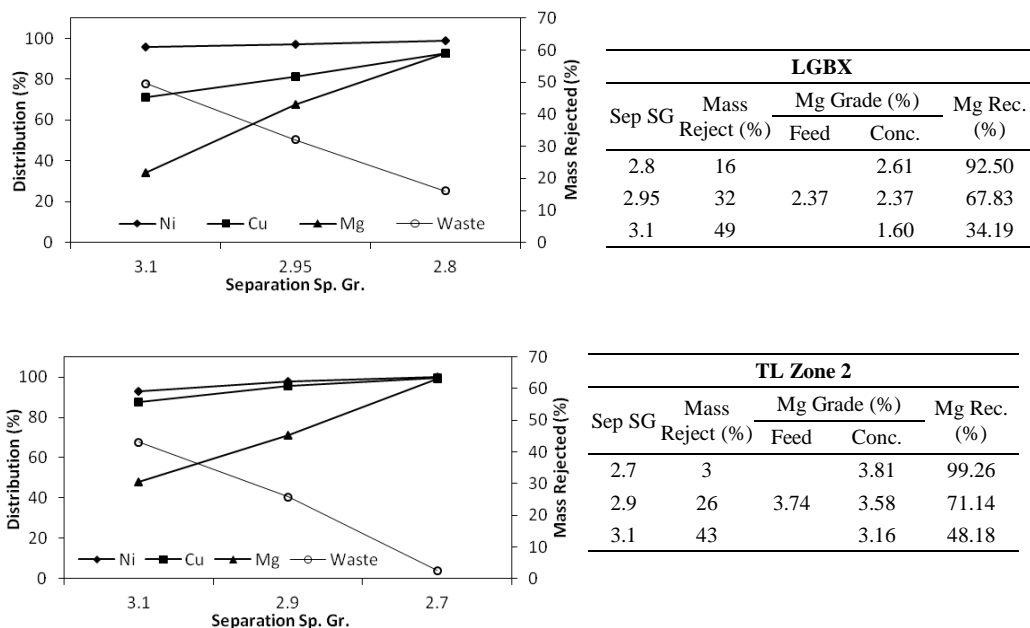 100
80
60
40
20
0
Distribution (%)
70
60
50
40
30
20
10
0
Mass Rejected (%)
Ni Cu Mg Waste
3.1 2.95 2.8
Separation Sp. Gr.
LGBX
Sep SG Mass Reject (%) Mg Grade (%) Mg Rec. (%)
Feed Conc.
2.8 16 2.61 92.50
2.95 32 2.37 2.37 67.83
3.1 49 1.60 34.19
100
80
60
40
20
0
Distribution (%)
70
60
50
40
30
20
10
0
Mass Rejected (%)
Ni Cu Mg Waste
3.1 2.9 2.7
Separation Sp. Gr.
TL Zone 2
Sep SG Mass Reject (%) Mg Grade (%) Mg Rec. (%)
Feed Conc.
2.7 3 3.81 99.26
2.9 26 3.74 3.58 71.14
3.1 43 3.16 48.18